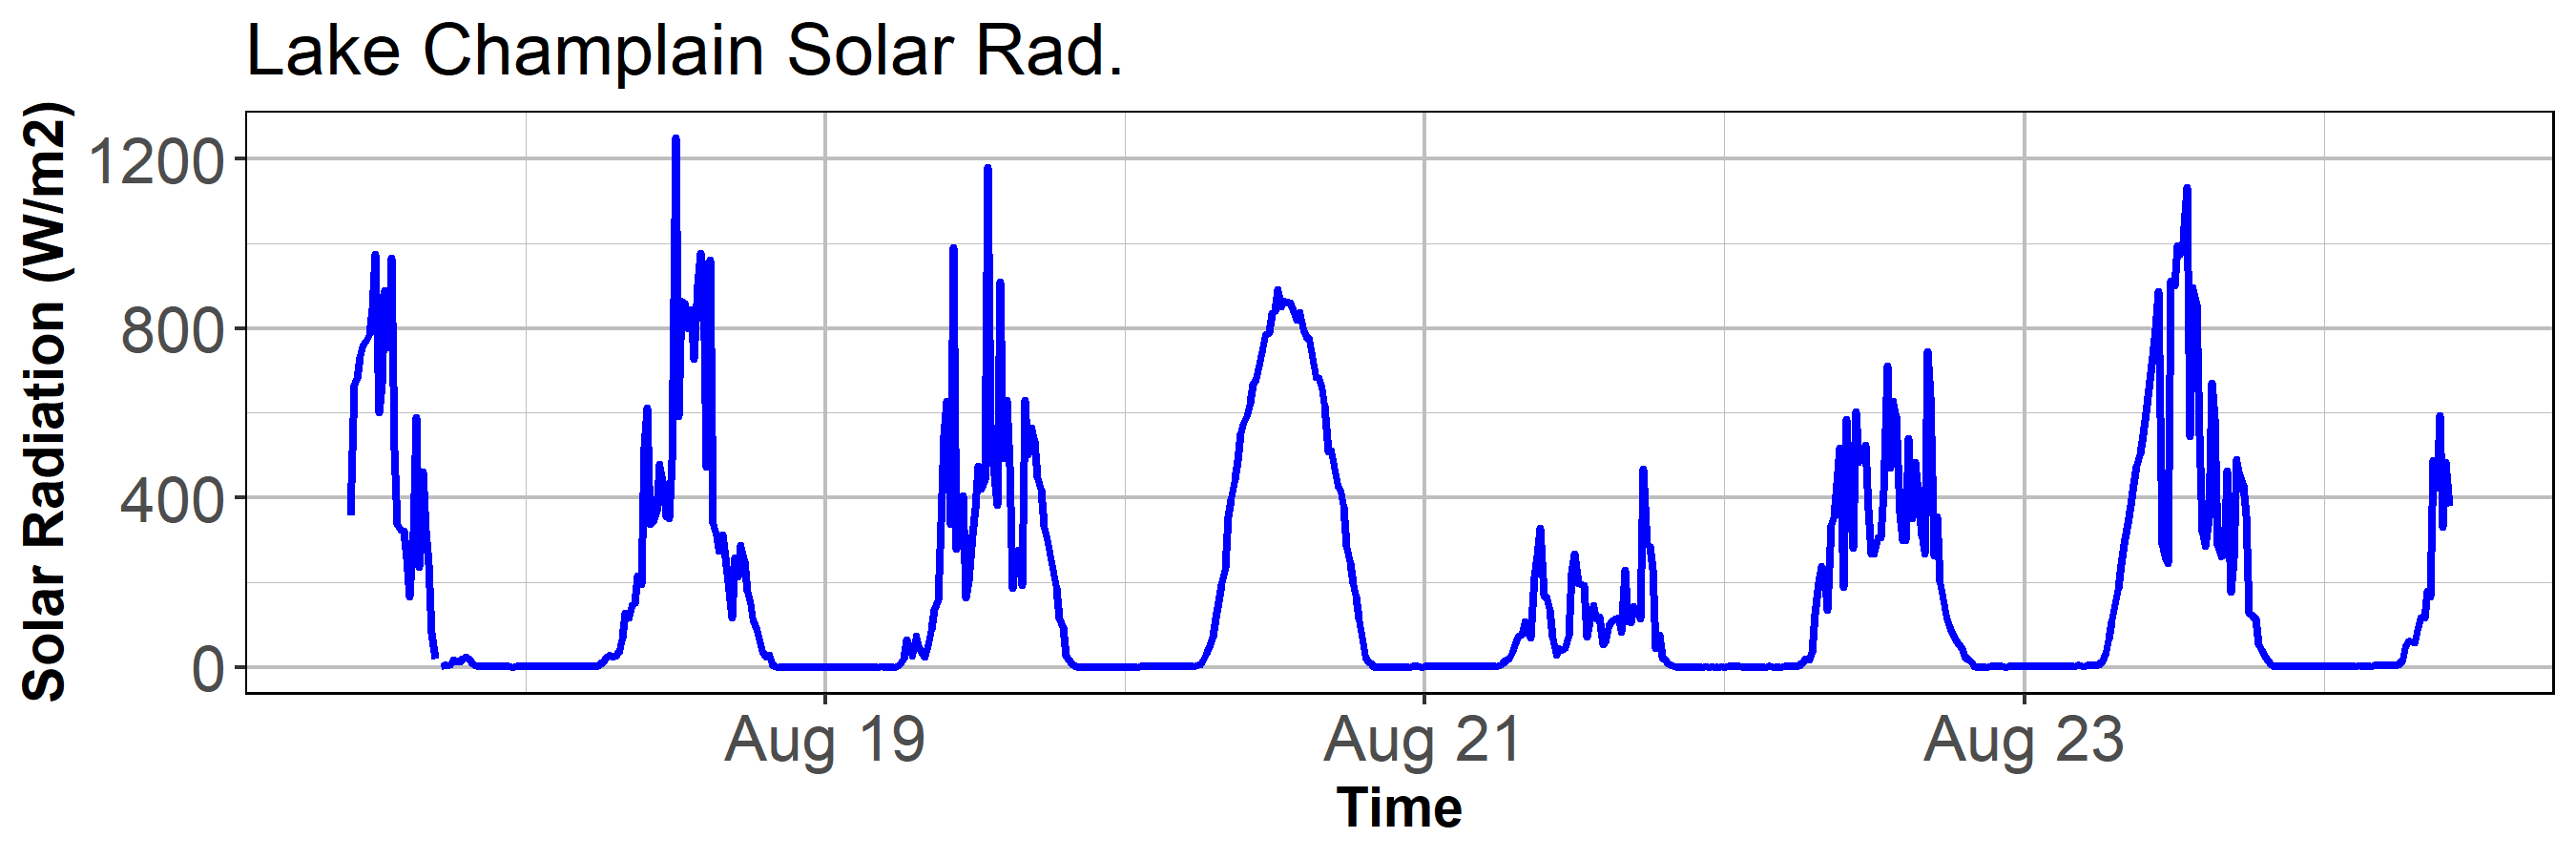 Lake Champlain Solar Rad.
Solar Radiation (W/m2)
1200
800
400
0
Aug 19 Aug 21 Aug 23
Time